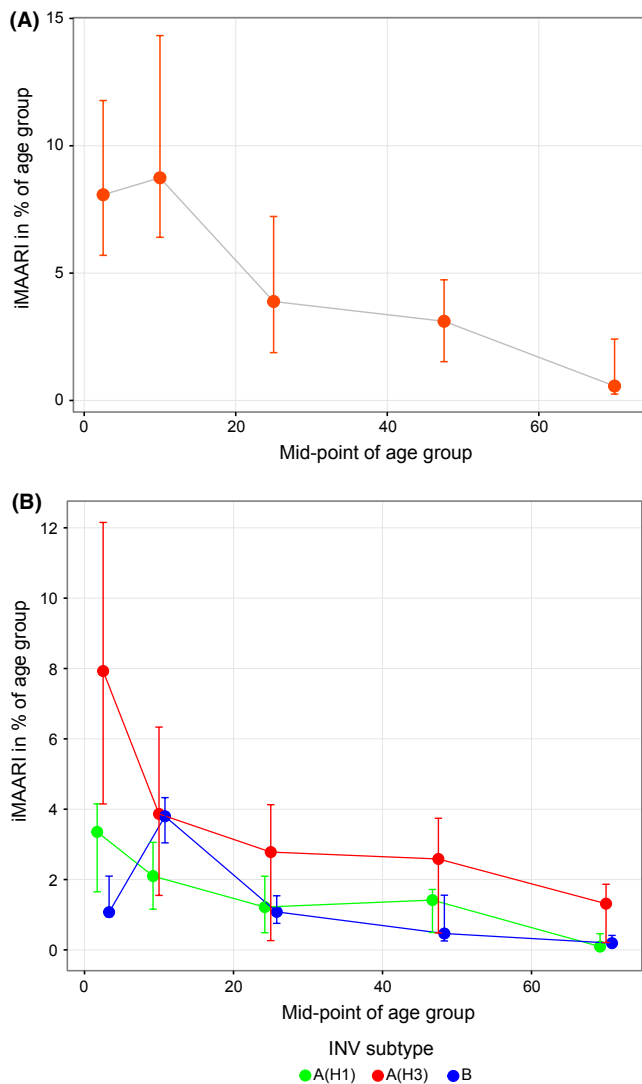 (A)
iMAARI in % of age group
15
10
5
0
0 20 40 60
Mid-point of age group
(B)
iMAARI in % of age group
12
10
8
6
4
2
0
0 20 40 60
Mid-point of age group
INV subtype
A(H1) A(H3) B